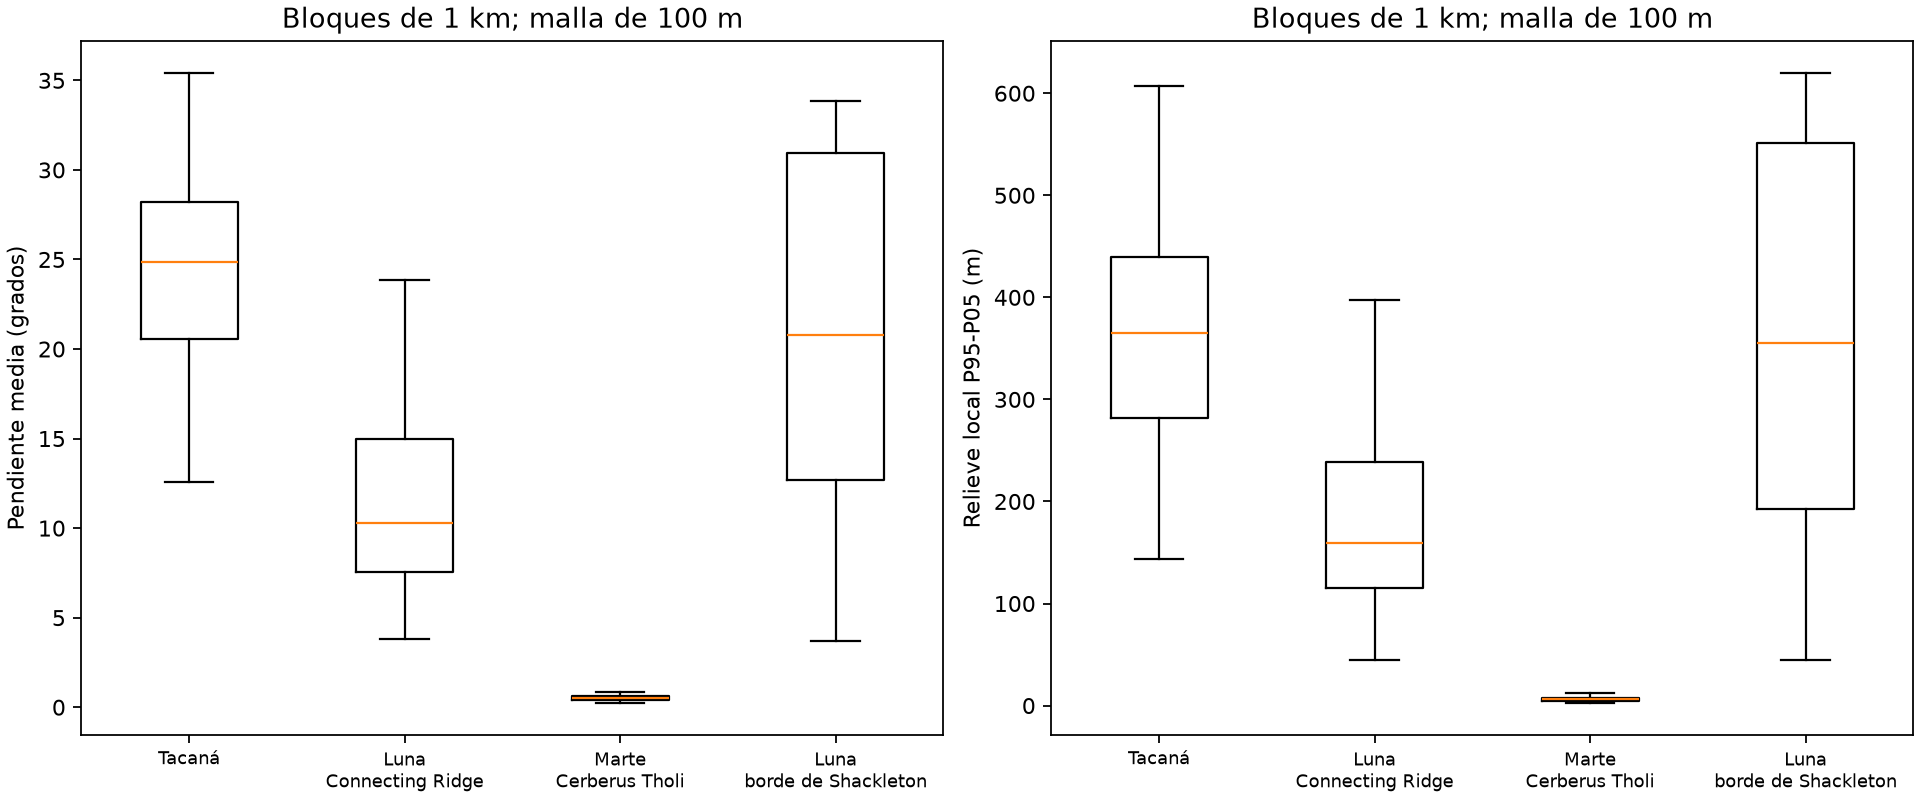 Bloques de 1 km; malla de 100 m
Pendiente media (grados)
35
30
25
20
15
10
5
0
Tacaná
Luna
Connecting Ridge
Marte
Cerberus Tholi
Luna
borde de Shackleton
Bloques de 1 km; malla de 100 m
Relieve local P95-P05 (m)
600
500
400
300
200
100
0
Tacaná
Luna
Connecting Ridge
Marte
Cerberus Tholi
Luna
borde de Shackleton